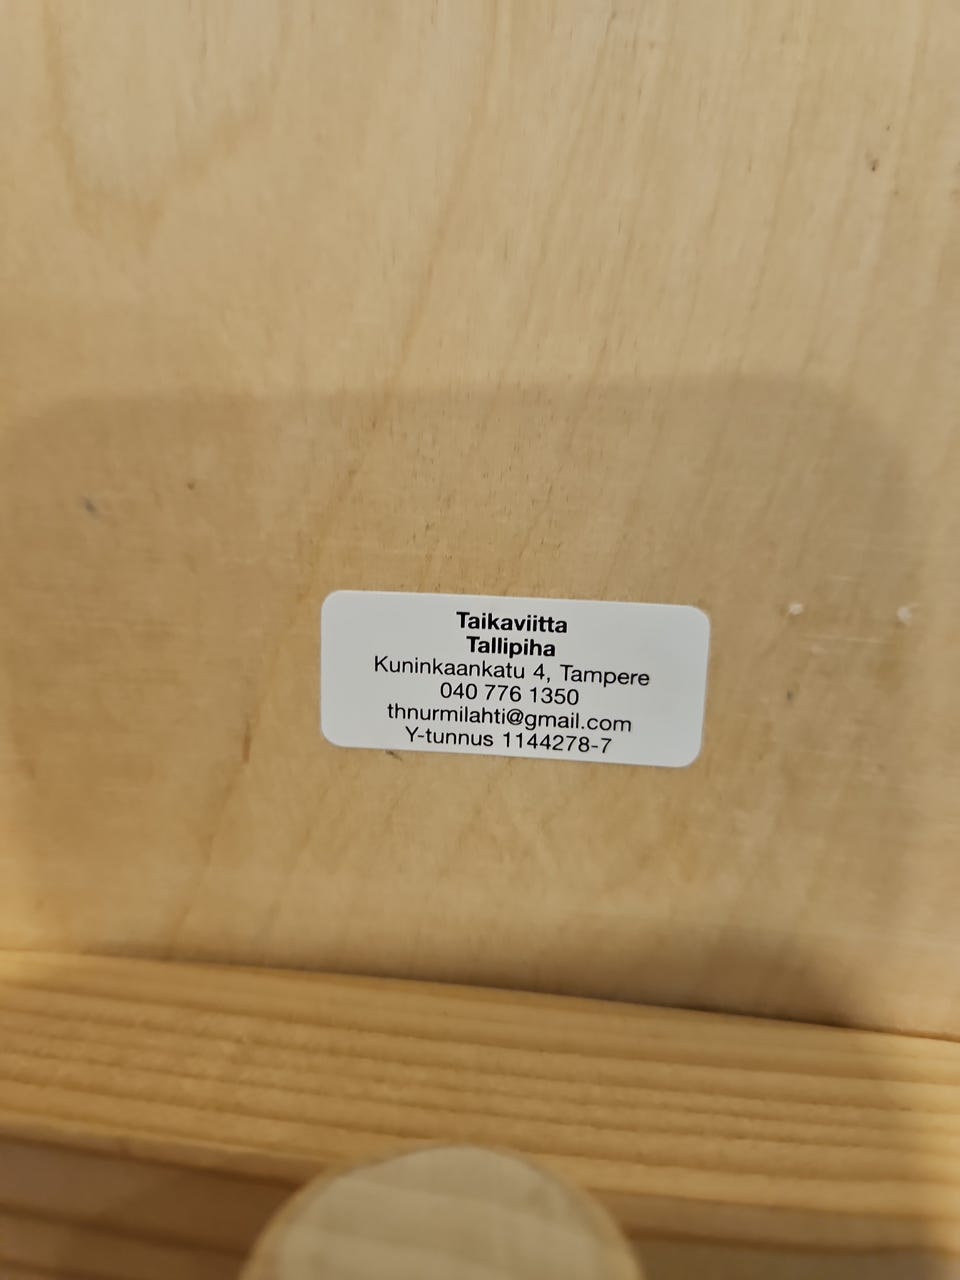 Taikaviitta
Tallipiha
Kuninkaankatu 4, Tampere
040 776 1350
thnurmilahti@gmail.com
Y-tunnus 1144278-7